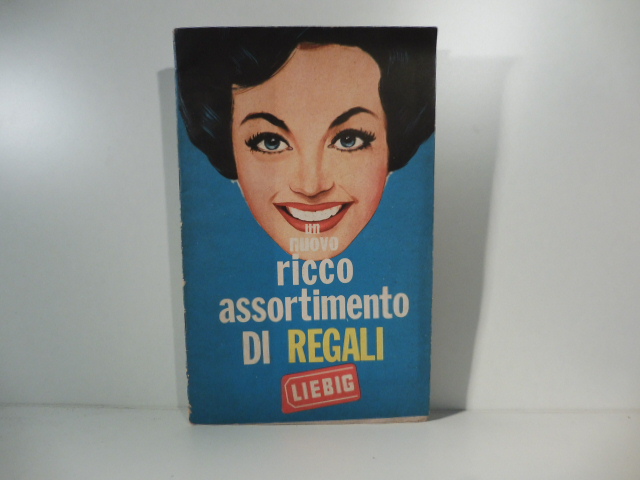 un
nuovo
ricco
assortimento
DI REGALI
LIEBIG